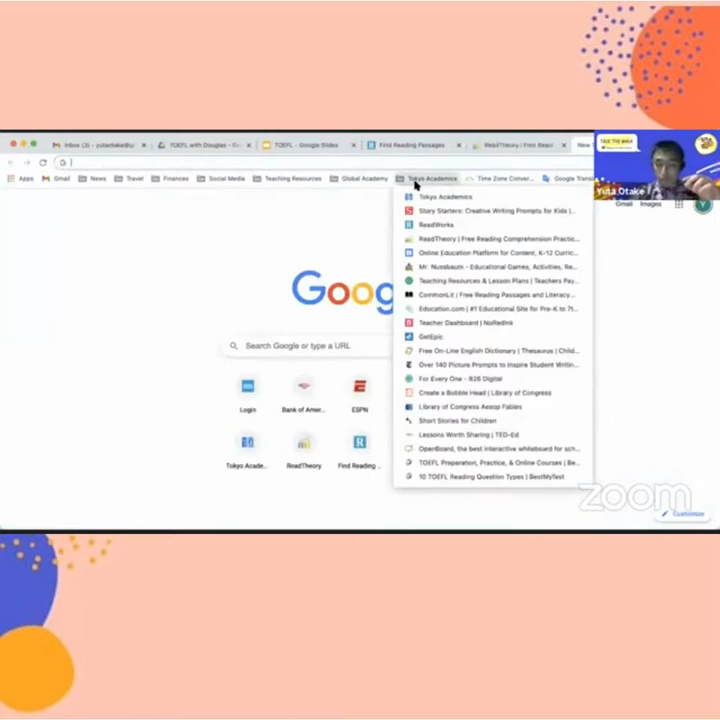 Inbox (3) - yutaotake@g
TOEFL with Douglas - Go
TOEFL - Google Slides
Find Reading Passages
ReadTheory | Free Readi
New
TALK THE WALK
Yuta Otake
Apps
Gmail
News
Travel
Finances
Social Media
Teaching Resources
Global Academy
Tokyo Academics
Time Zone Conver...
Google Trans
Gmail
Images
Tokyo Academics
Story Starters: Creative Writing Prompts for Kids |...
ReadWorks
ReadTheory | Free Reading Comprehension Practic...
Online Education Platform for Content, K-12 Curric...
Mr. Nussbaum - Educational Games, Activities, Re...
Teaching Resources & Lesson Plans | Teachers Pay...
CommonLit | Free Reading Passages and Literacy...
Education.com | #1 Educational Site for Pre-K to 7t...
Teacher Dashboard | NoRedInk
GetEpic
Free On-Line English Dictionary | Thesaurus | Child...
Over 140 Picture Prompts to Inspire Student Writin...
For Every One - 826 Digital
Create a Bobble Head | Library of Congress
Library of Congress Aesop Fables
Short Stories for Children
Lessons Worth Sharing | TED-Ed
OpenBoard, the best interactive whiteboard for sch...
TOEFL Preparation, Practice, & Online Courses | Be...
10 TOEFL Reading Question Types | BestMyTest
Goog
Search Google or type a URL
Login
Bank of Amer...
ESPN
Tokyo Acade...
ReadTheory
Find Reading ...
zoom
Customize